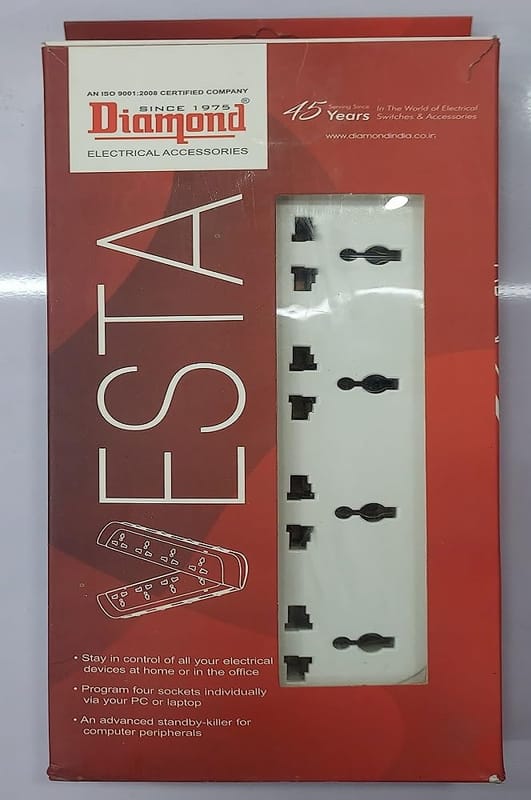 AN ISO 9001:2008 CERTIFIED COMPANY
SINCE 1975
Diamond®
ELECTRICAL ACCESSORIES
45 Serving Since Years In The World of Electrical Switches & Accessories
www.diamondindia.co.in
VESTA
• Stay in control of all your electrical
devices at home or in the office
• Program four sockets individually
via your PC or laptop
• An advanced standby-killer for
computer peripherals